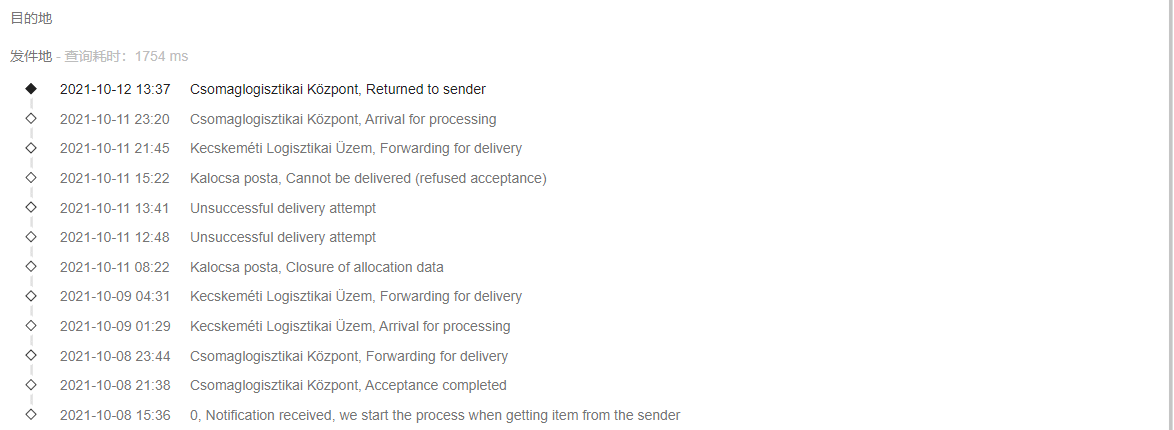 目的地
发件地 - 查询耗时：1754 ms
2021-10-12 13:37 Csomaglogisztikai Központ, Returned to sender
2021-10-11 23:20 Csomaglogisztikai Központ, Arrival for processing
2021-10-11 21:45 Kecskeméti Logisztikai Üzem, Forwarding for delivery
2021-10-11 15:22 Kalocsa posta, Cannot be delivered (refused acceptance)
2021-10-11 13:41 Unsuccessful delivery attempt
2021-10-11 12:48 Unsuccessful delivery attempt
2021-10-11 08:22 Kalocsa posta, Closure of allocation data
2021-10-09 04:31 Kecskeméti Logisztikai Üzem, Forwarding for delivery
2021-10-09 01:29 Kecskeméti Logisztikai Üzem, Arrival for processing
2021-10-08 23:44 Csomaglogisztikai Központ, Forwarding for delivery
2021-10-08 21:38 Csomaglogisztikai Központ, Acceptance completed
2021-10-08 15:36 0, Notification received, we start the process when getting item from the sender